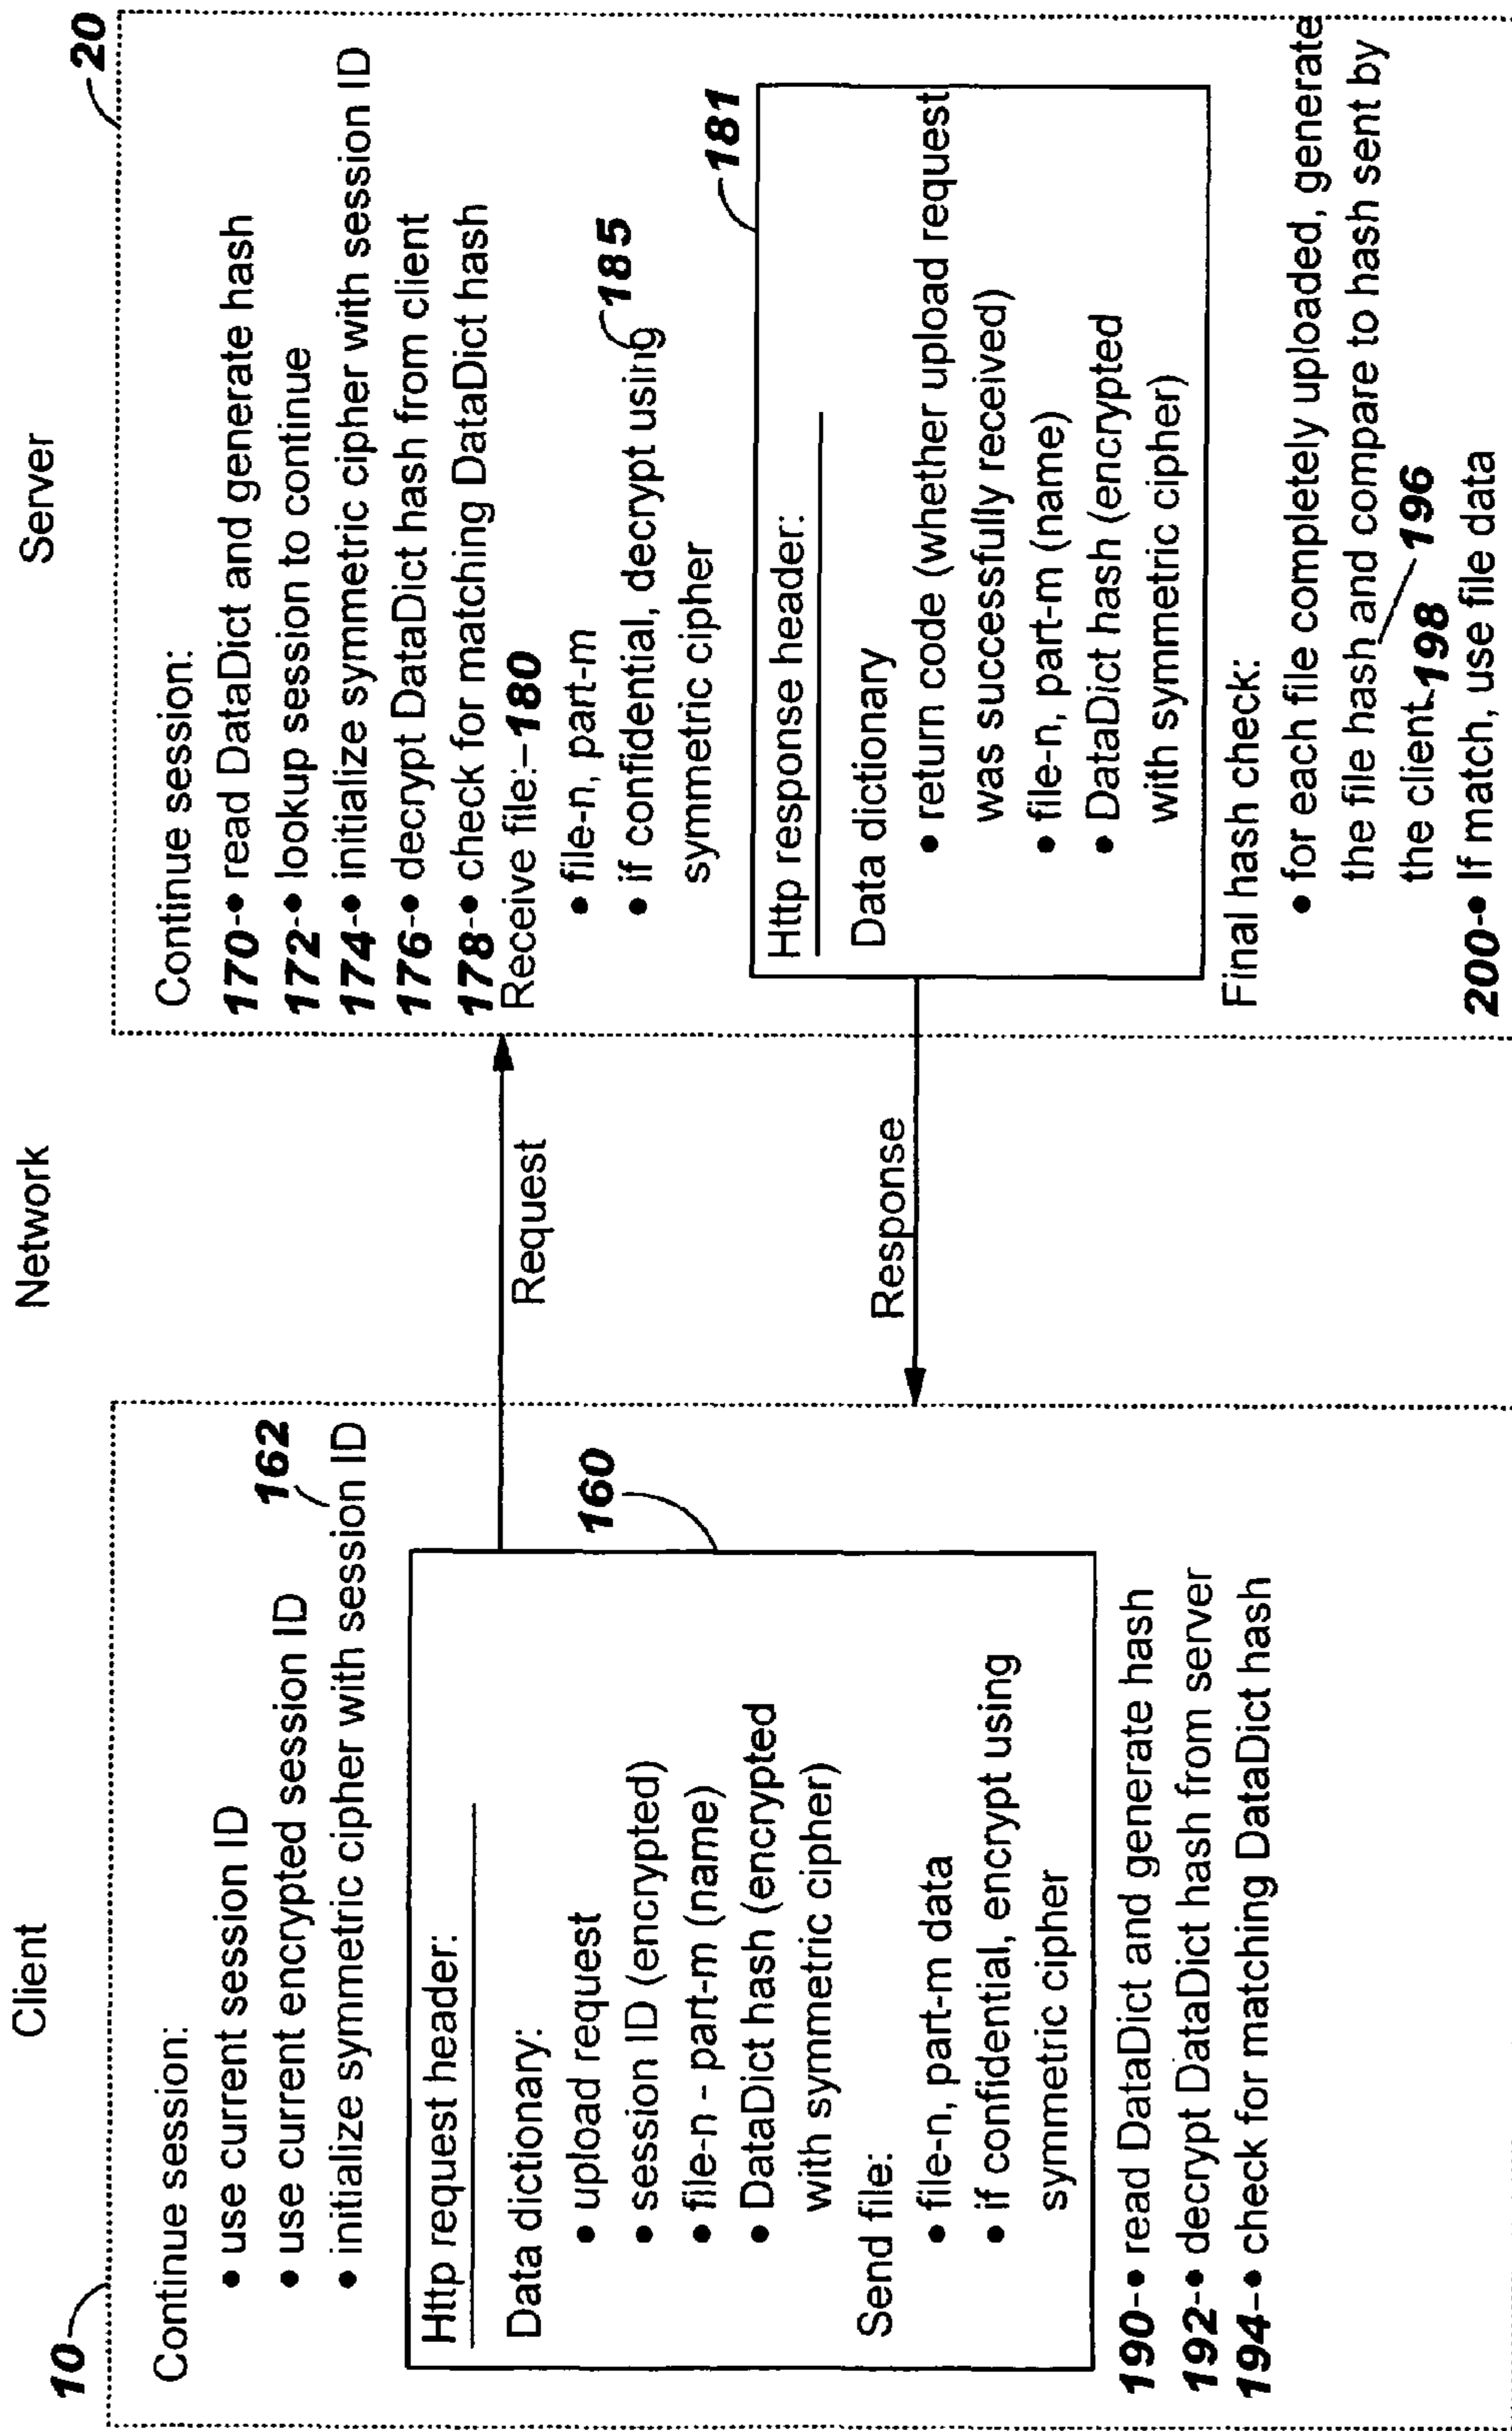 Client
Network
Server
10
Continue session:
• use current session ID
• use encrypted session ID
162
• initialize symmetric cipher with session ID
Http request header:
Data dictionary:
• upload request
• session ID (encrypted)
• file-n - part-m (name)
• DataDict hash (encrypted
with symmetric cipher)
160
Send file:
• file-n, part-m data
• if confidential, encrypt using
symmetric cipher
190-• read DataDict and generate hash
192-• decrypt DataDict hash from server
194-• check for matching DataDict hash
Request
Response
20
Continue session:
170-• read DataDict and generate hash
172-• lookup session to continue
174-• initialize symmetric cipher with session ID
176-• decrypt DataDict hash from client
178-• check for matching DataDict hash
Receive file:-180
• file-n, part-m
• if confidential, decrypt using
185
symmetric cipher
181
Http response header:
Data dictionary
• return code (whether upload request
was successfully received)
• file-n, part-m (name)
• DataDict hash (encrypted
with symmetric cipher)
Final hash check:
• for each file completely uploaded, generate
the file hash and compare to hash sent by
the client 198
196
200-• If match, use file data